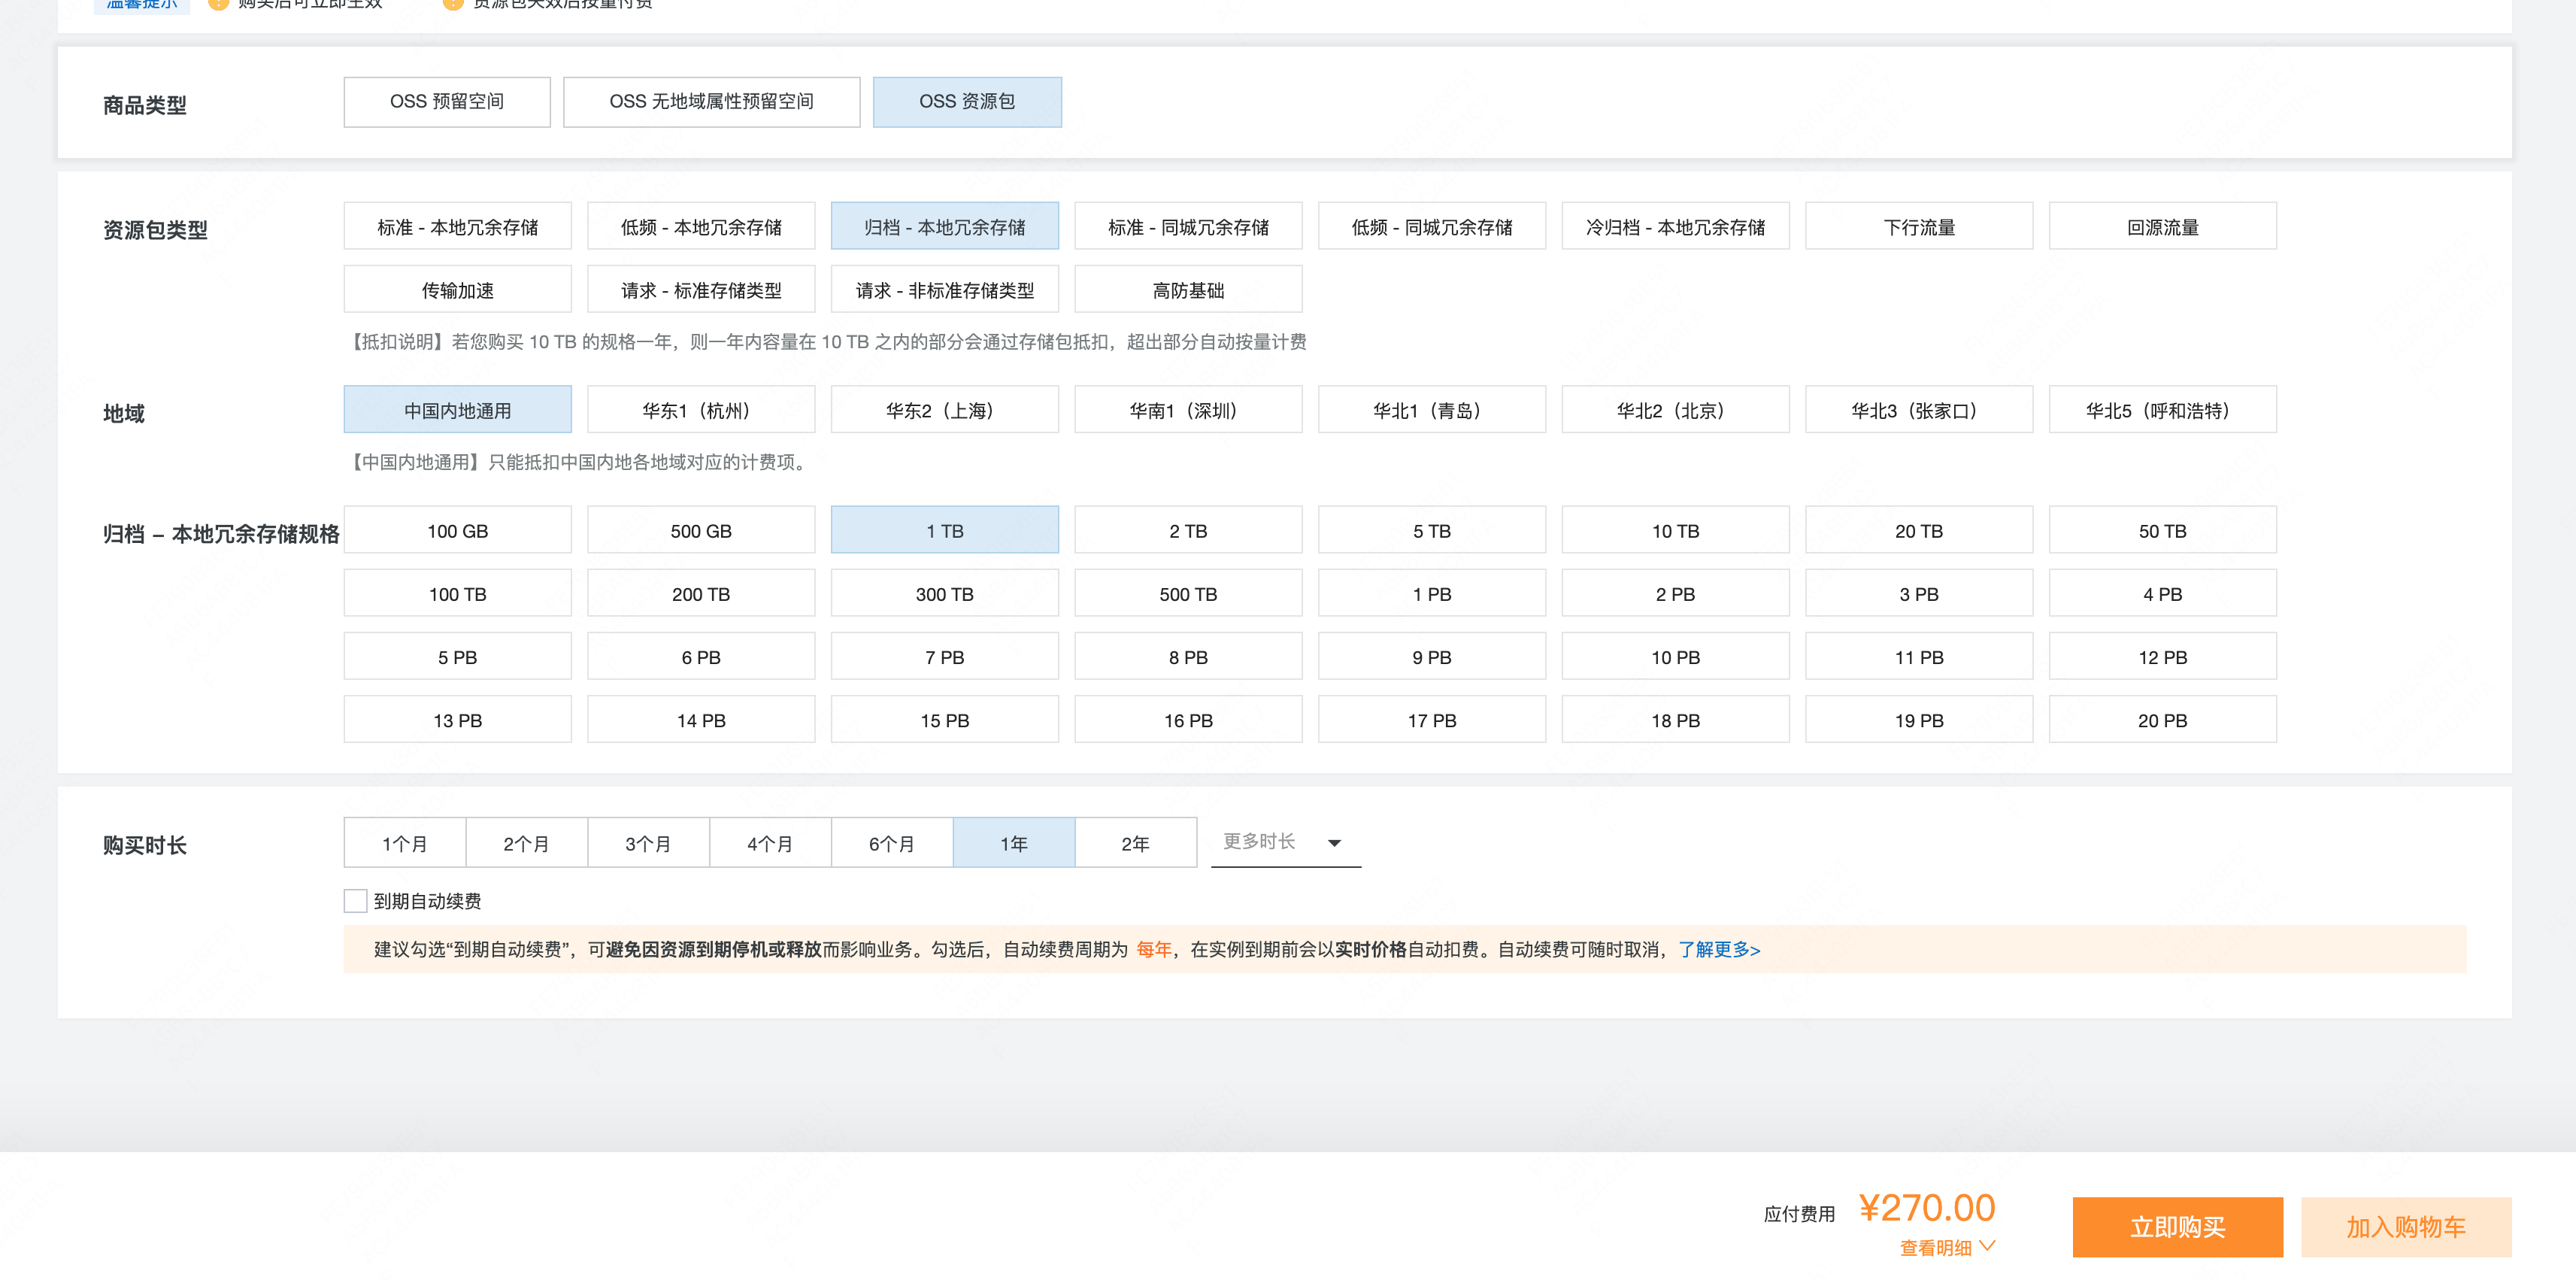 温馨提示 购买后可立即生效 资源包失效后按量付费
商品类型 OSS 预留空间 OSS 无地域属性预留空间 OSS 资源包
资源包类型 标准 - 本地冗余存储 低频 - 本地冗余存储 归档 - 本地冗余存储 标准 - 同城冗余存储 低频 - 同城冗余存储 冷归档 - 本地冗余存储 下行流量 回源流量
传输加速 请求 - 标准存储类型 请求 - 非标准存储类型 高防基础
【抵扣说明】若您购买 10 TB 的规格一年，则一年内容量在 10 TB 之内的部分会通过存储包抵扣，超出部分自动按量计费
地域 中国内地通用 华东1（杭州） 华东2（上海） 华南1（深圳） 华北1（青岛） 华北2（北京） 华北3（张家口） 华北5（呼和浩特）
【中国内地通用】只能抵扣中国内地各地域对应的计费项。
归档 – 本地冗余存储规格 100 GB 500 GB 1 TB 2 TB 5 TB 10 TB 20 TB 50 TB
100 TB 200 TB 300 TB 500 TB 1 PB 2 PB 3 PB 4 PB
5 PB 6 PB 7 PB 8 PB 9 PB 10 PB 11 PB 12 PB
13 PB 14 PB 15 PB 16 PB 17 PB 18 PB 19 PB 20 PB
购买时长 1个月 2个月 3个月 4个月 6个月 1年 2年 更多时长
到期自动续费
建议勾选“到期自动续费”，可避免因资源到期停机或释放而影响业务。勾选后，自动续费周期为 每年，在实例到期前会以实时价格自动扣费。自动续费可随时取消，了解更多>
应付费用 ¥270.00
查看明细
立即购买 加入购物车